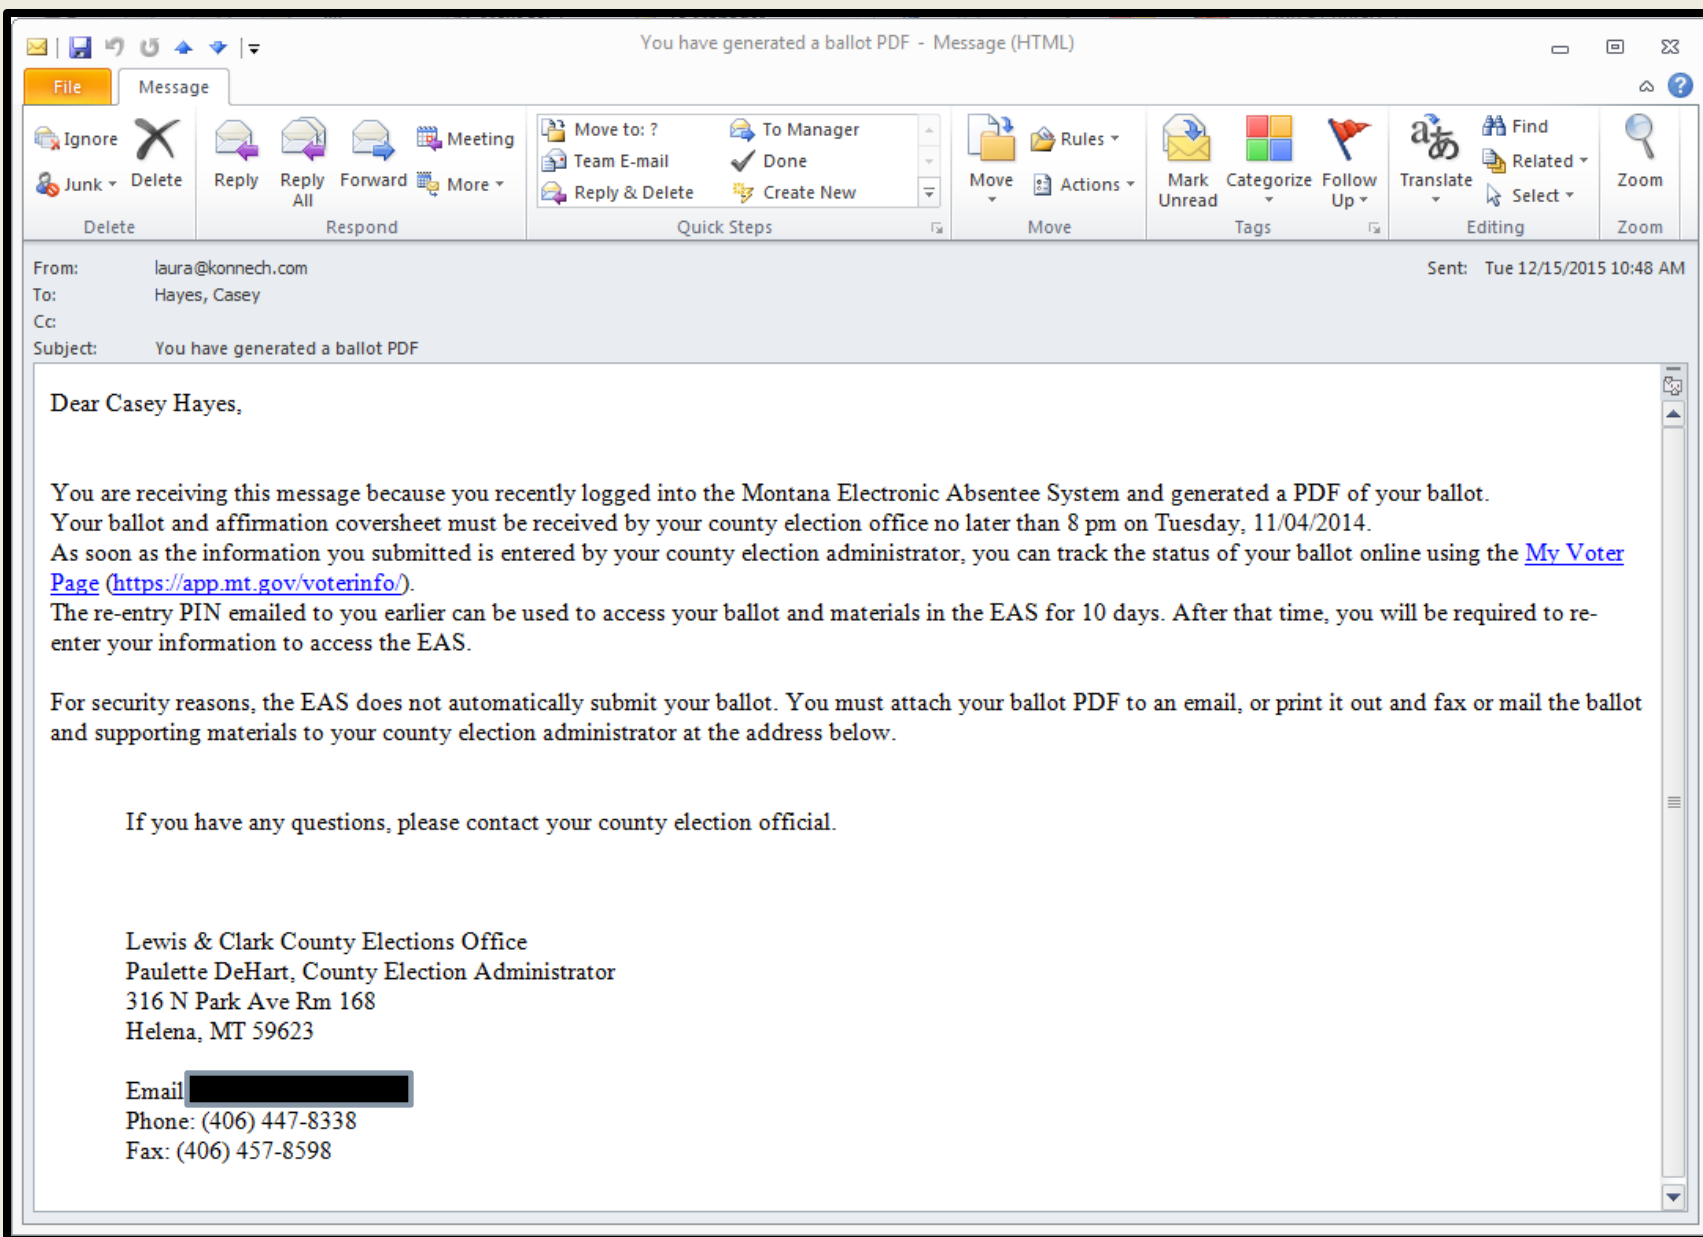 You have generated a ballot PDF - Message (HTML)
File
Message
Ignore
Junk
Delete
Delete
Reply
Reply All
Forward
Meeting
More
Respond
Move to: ?
Team E-mail
Reply & Delete
To Manager
Done
Create New
Quick Steps
Move
Rules
Actions
Move
Mark Unread
Categorize
Follow Up
Tags
Translate
Find
Related
Select
Editing
Zoom
Zoom
From: laura@konnech.com
Sent: Tue 12/15/2015 10:48 AM
To: Hayes, Casey
Cc:
Subject: You have generated a ballot PDF
Dear Casey Hayes,
You are receiving this message because you recently logged into the Montana Electronic Absentee System and generated a PDF of your ballot.
Your ballot and affirmation coversheet must be received by your county election office no later than 8 pm on Tuesday, 11/04/2014.
As soon as the information you submitted is entered by your county election administrator, you can track the status of your ballot online using the My Voter
Page (https://app.mt.gov/voterinfo/).
The re-entry PIN emailed to you earlier can be used to access your ballot and materials in the EAS for 10 days. After that time, you will be required to re-
enter your information to access the EAS.
For security reasons, the EAS does not automatically submit your ballot. You must attach your ballot PDF to an email, or print it out and fax or mail the ballot
and supporting materials to your county election administrator at the address below.
If you have any questions, please contact your county election official.
Lewis & Clark County Elections Office
Paulette DeHart, County Election Administrator
316 N Park Ave Rm 168
Helena, MT 59623
Email
Phone: (406) 447-8338
Fax: (406) 457-8598